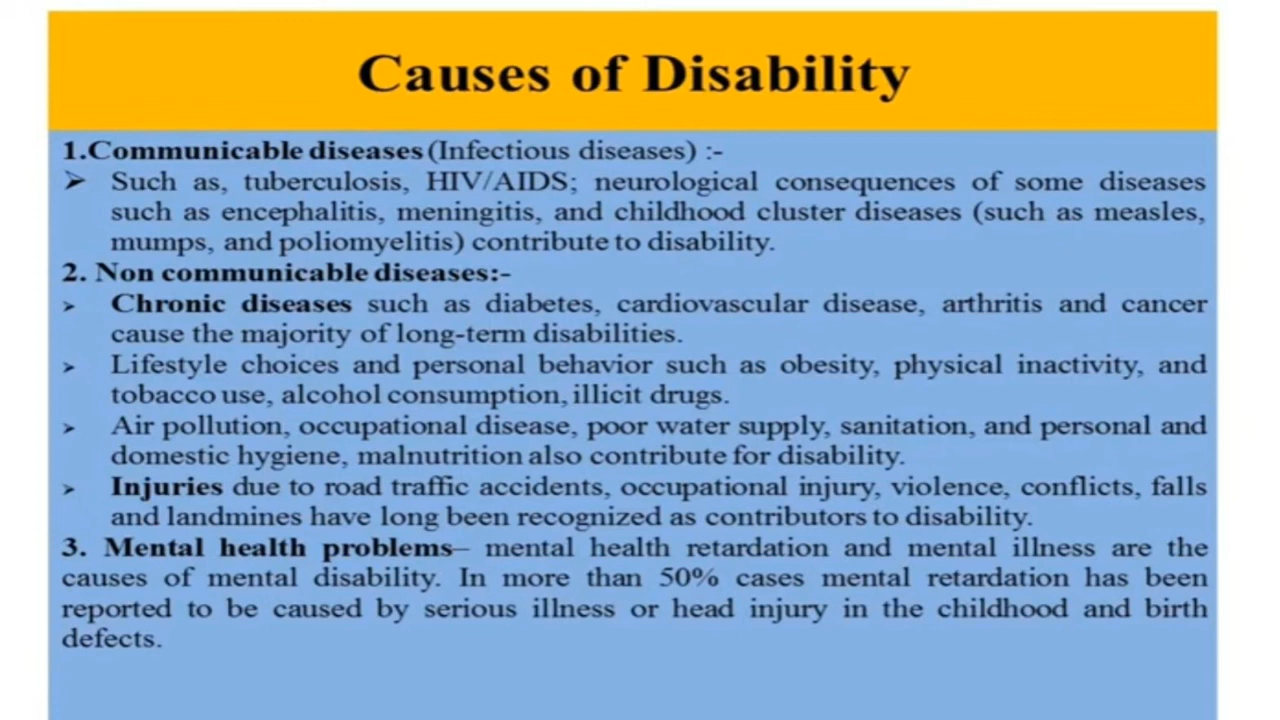 Causes of Disability
1.Communicable diseases (Infectious diseases) :-
➤ Such as, tuberculosis, HIV/AIDS; neurological consequences of some diseases
such as encephalitis, meningitis, and childhood cluster diseases (such as measles,
mumps, and poliomyelitis) contribute to disability.
2. Non communicable diseases:-
➤ Chronic diseases such as diabetes, cardiovascular disease, arthritis and cancer
cause the majority of long-term disabilities.
➤ Lifestyle choices and personal behavior such as obesity, physical inactivity, and
tobacco use, alcohol consumption, illicit drugs.
➤ Air pollution, occupational disease, poor water supply, sanitation, and personal and
domestic hygiene, malnutrition also contribute for disability.
➤ Injuries due to road traffic accidents, occupational injury, violence, conflicts, falls
and landmines have long been recognized as contributors to disability.
3. Mental health problems– mental health retardation and mental illness are the
causes of mental disability. In more than 50% cases mental retardation has been
reported to be caused by serious illness or head injury in the childhood and birth
defects.